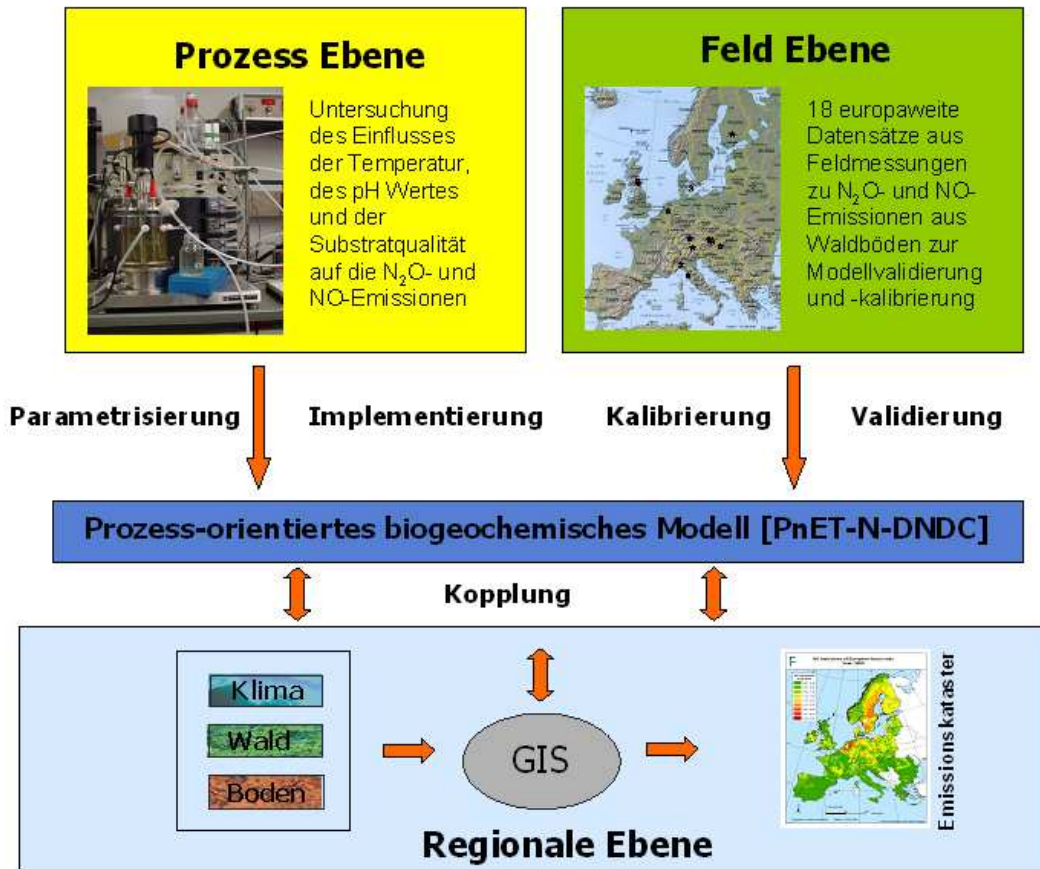 Prozess Ebene
Untersuchung
des Einflusses
der Temperatur,
des pH Wertes
und der
Substratqualität
auf die N₂O- und
NO-Emissionen
Feld Ebene
18 europaweite
Datensätze aus
Feldmessungen
zu N₂O- und NO-
Emissionen aus
Waldböden zur
Modellvalidierung
und -kalibrierung
Parametrisierung
Implementierung
Kalibrierung
Validierung
Prozess-orientiertes biogeochemisches Modell [PnET-N-DNDC]
Kopplung
Klima
Wald
Boden
GIS
F
Emissionskataster
Regionale Ebene